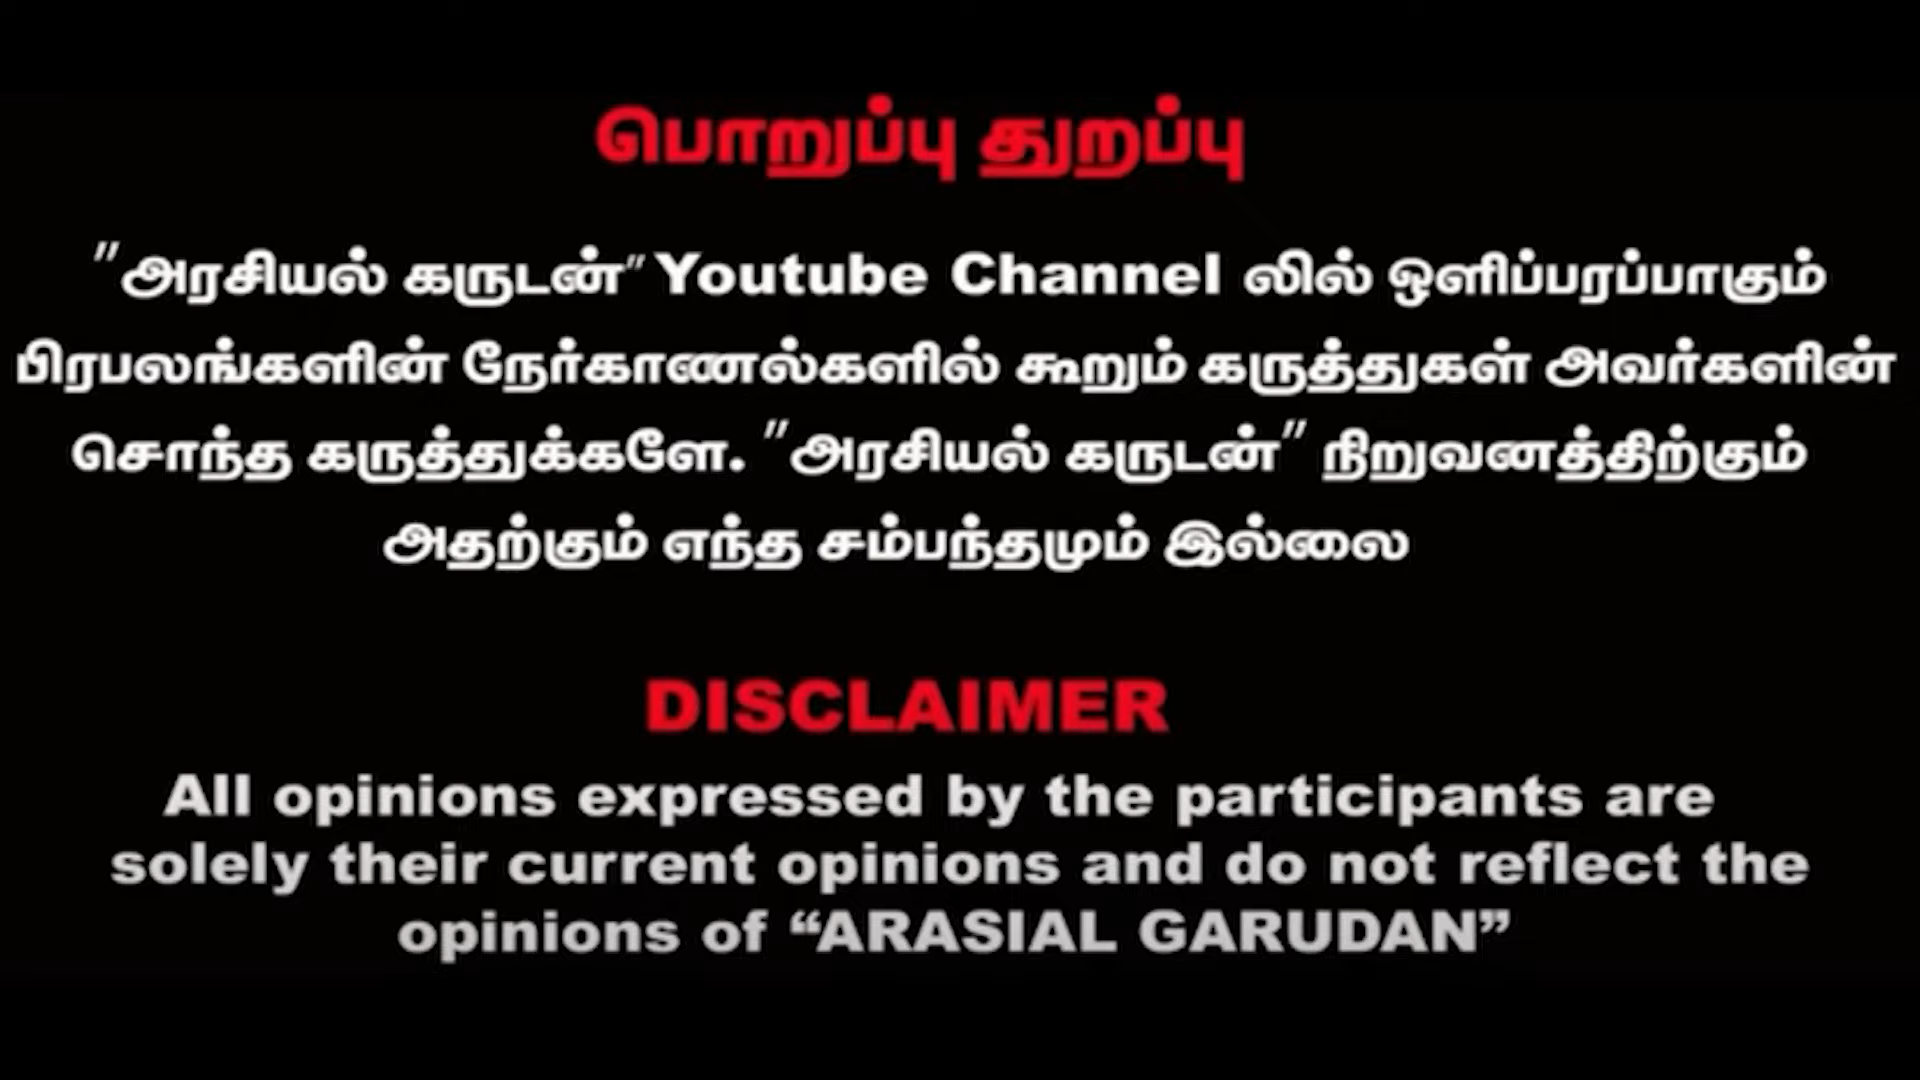 பொறுப்பு துறப்பு
"அரசியல் கருடன்" Youtube Channel லில் ஒளிப்பரப்பாகும்
பிரபலங்களின் நேர்காணல்களில் கூறும் கருத்துகள் அவர்களின்
சொந்த கருத்துக்களே. "அரசியல் கருடன்" நிறுவனத்திற்கும்
அதற்கும் எந்த சம்பந்தமும் இல்லை
DISCLAIMER
All opinions expressed by the participants are
solely their current opinions and do not reflect the
opinions of “ARASIAL GARUDAN”